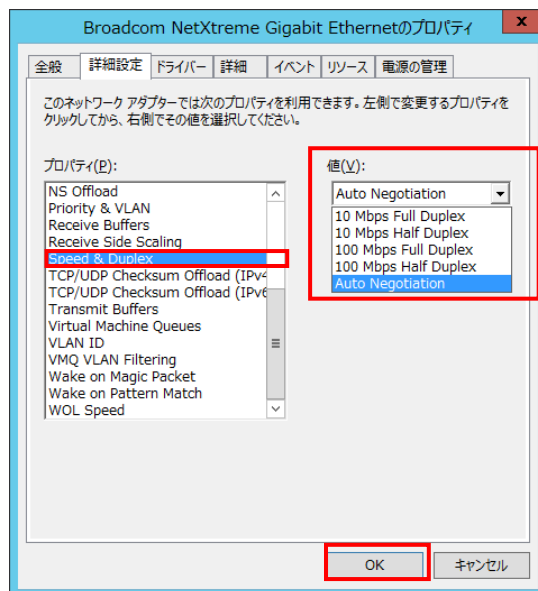 Broadcom NetXtreme Gigabit Ethernetのプロパティ
x
全般 詳細設定 ドライバー 詳細 イベント リソース 電源の管理
このネットワーク アダプターでは次のプロパティを利用できます。左側で変更するプロパティを
クリックしてから、右側でその値を選択してください。
プロパティ(P):
NS Offload
Priority & VLAN
Receive Buffers
Receive Side Scaling
Speed & Duplex
TCP/UDP Checksum Offload (IPv4
TCP/UDP Checksum Offload (IPv6
Transmit Buffers
Virtual Machine Queues
VLAN ID
VMQ VLAN Filtering
Wake on Magic Packet
Wake on Pattern Match
WOL Speed
値(V):
Auto Negotiation
10 Mbps Full Duplex
10 Mbps Half Duplex
100 Mbps Full Duplex
100 Mbps Half Duplex
Auto Negotiation
OK キャンセル